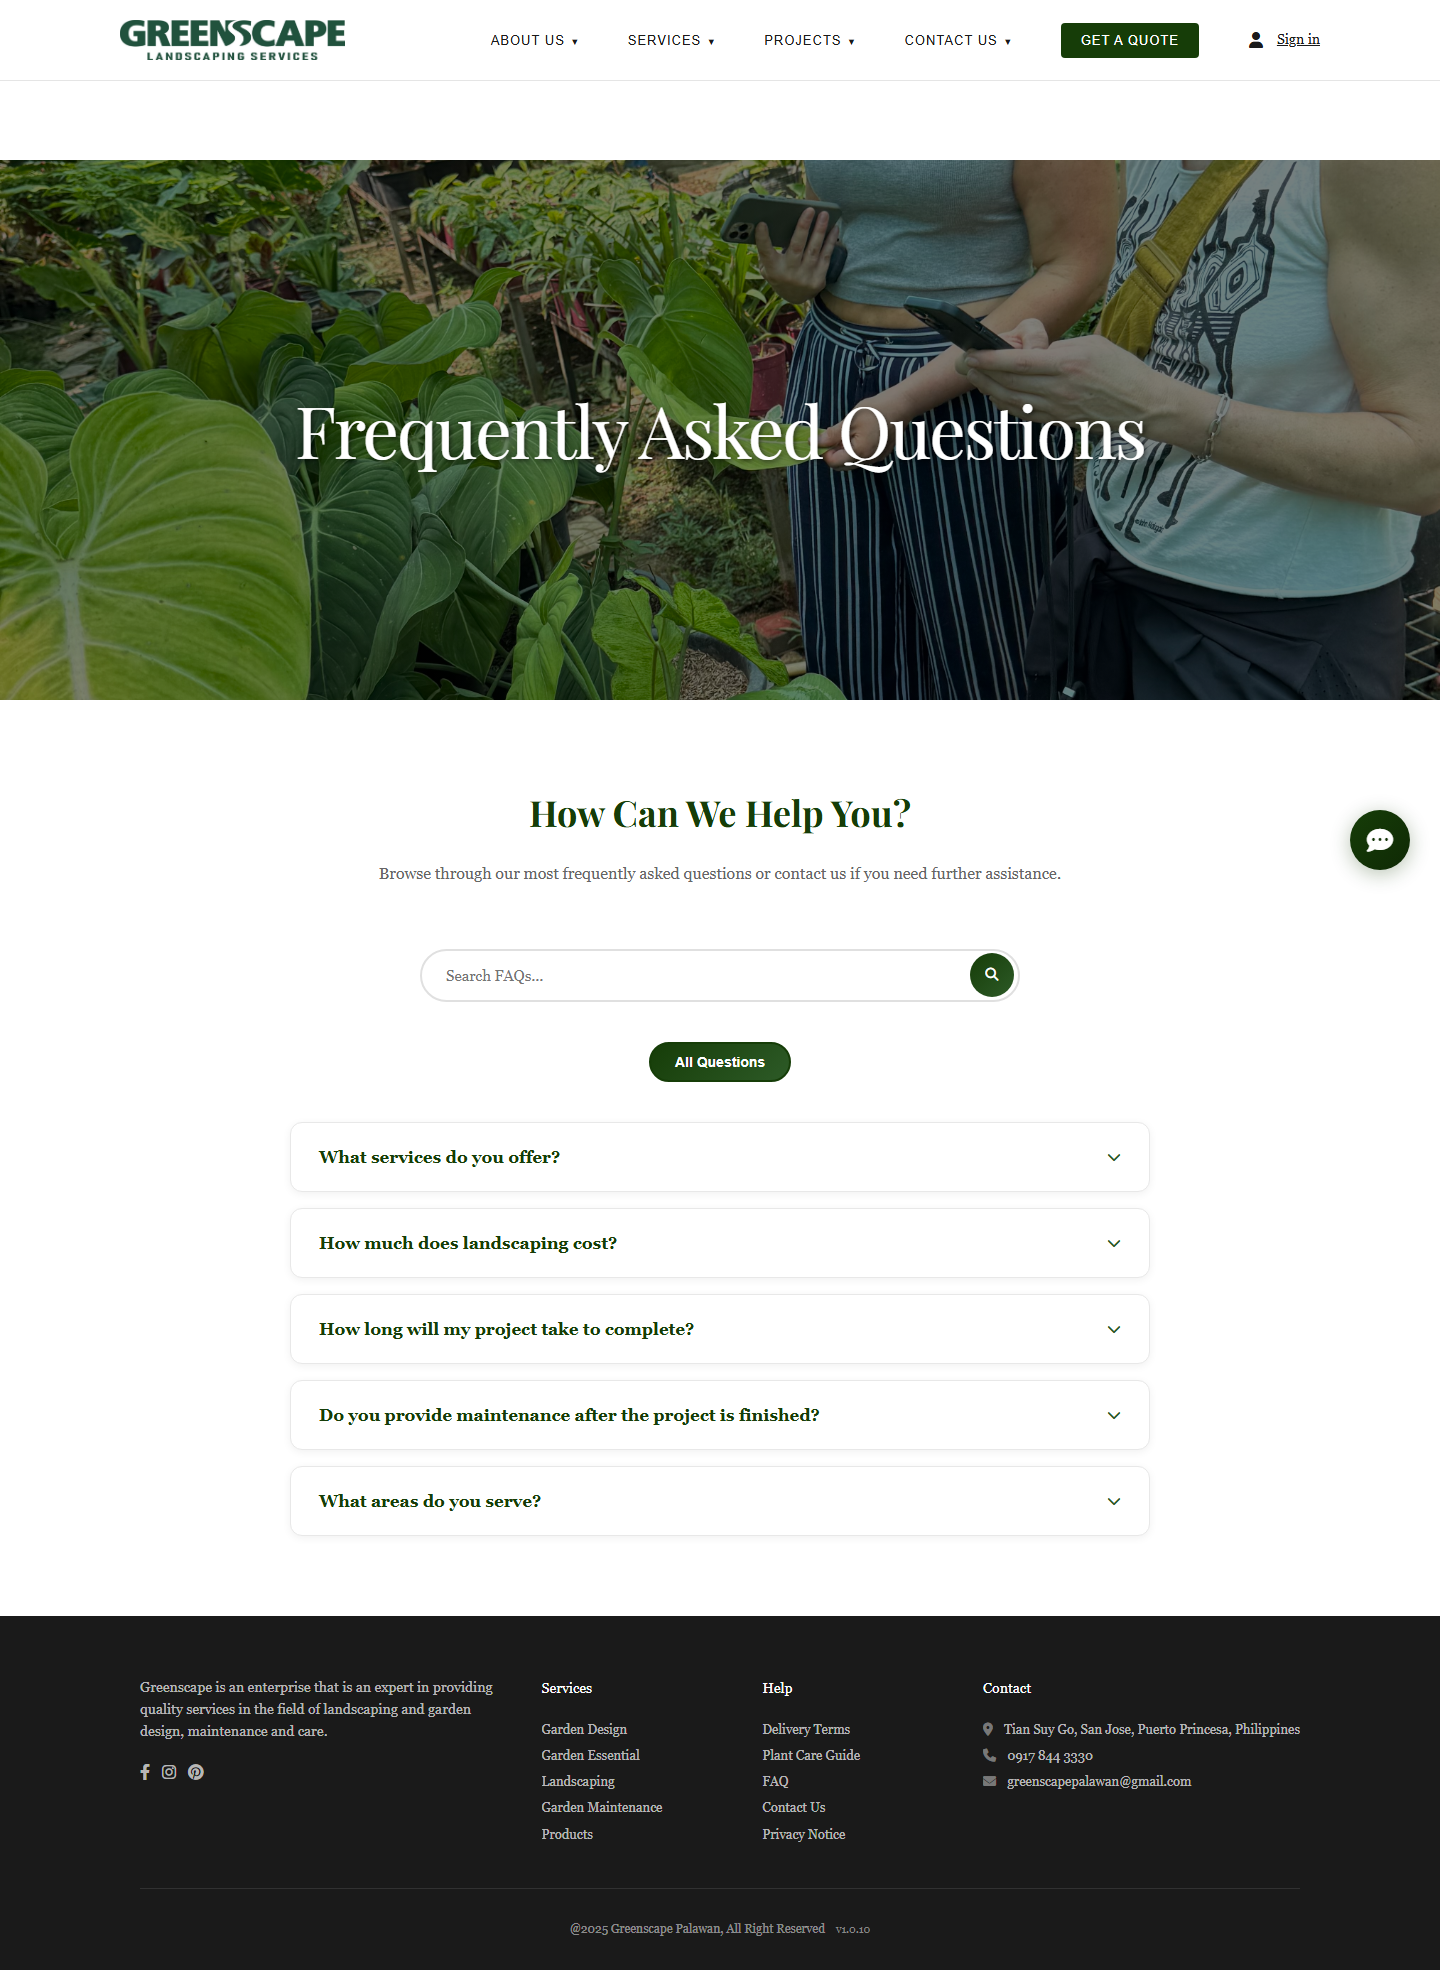 GREENSCAPE
LANDSCAPING SERVICES
ABOUT US ▾
SERVICES ▾
PROJECTS ▾
CONTACT US ▾
GET A QUOTE
Sign in
Frequently Asked Questions
How Can We Help You?
Browse through our most frequently asked questions or contact us if you need further assistance.
Search FAQs...
All Questions
What services do you offer?
How much does landscaping cost?
How long will my project take to complete?
Do you provide maintenance after the project is finished?
What areas do you serve?
Greenscape is an enterprise that is an expert in providing
quality services in the field of landscaping and garden
design, maintenance and care.
Services
Garden Design
Garden Essential
Landscaping
Garden Maintenance
Products
Help
Delivery Terms
Plant Care Guide
FAQ
Contact Us
Privacy Notice
Contact
Tian Suy Go, San Jose, Puerto Princesa, Philippines
0917 844 3330
greenscapepalawan@gmail.com
@2025 Greenscape Palawan, All Right Reserved v1.0.10